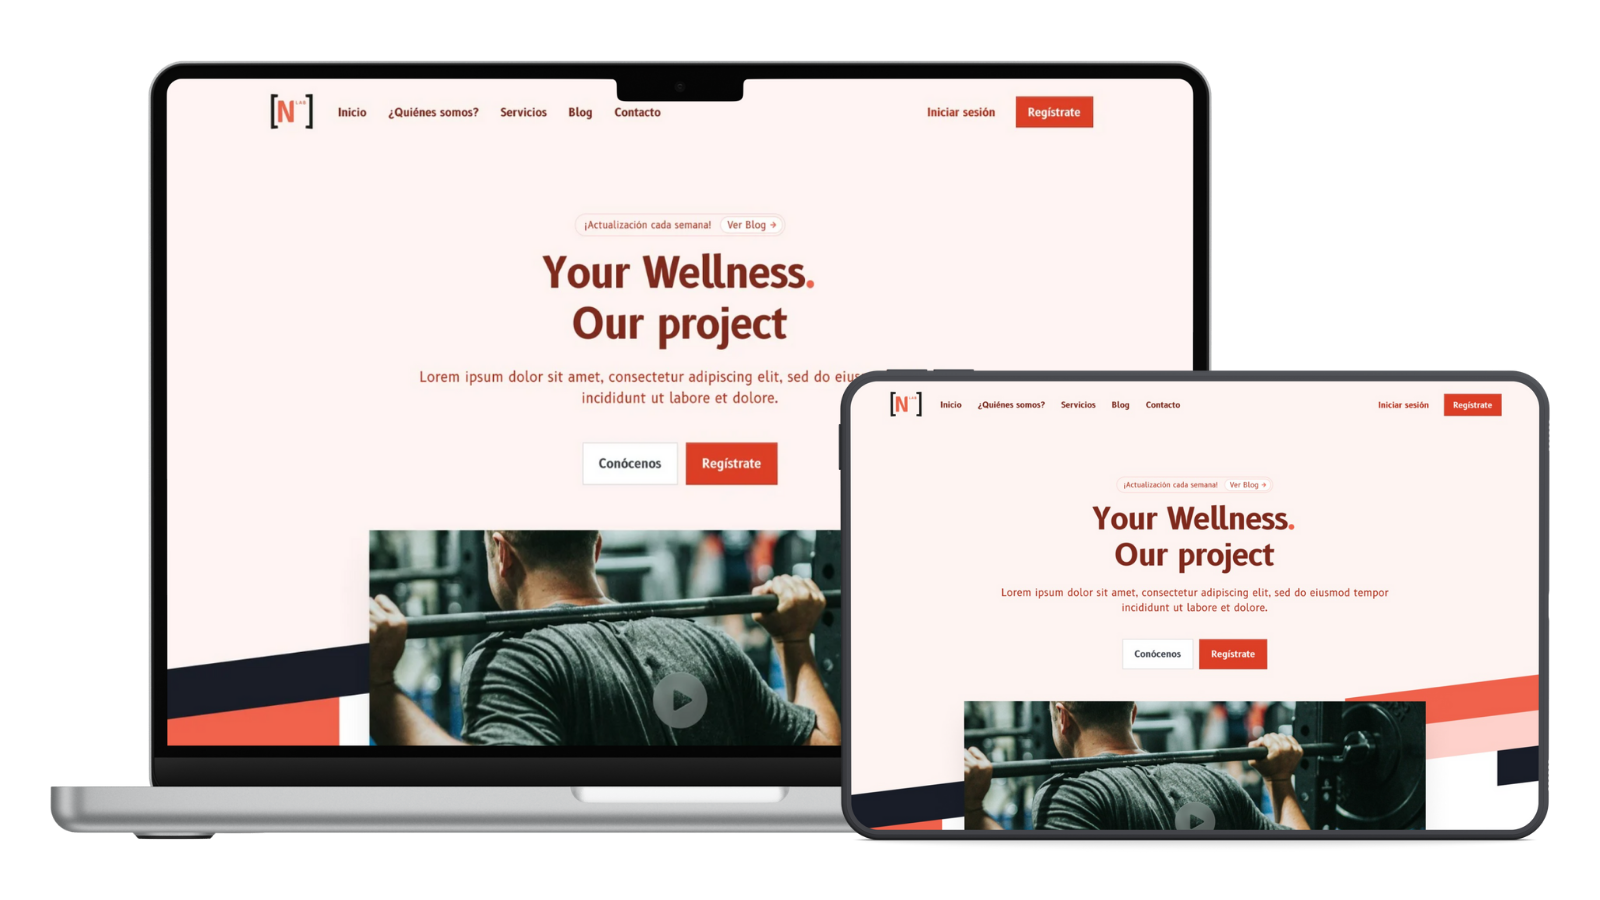 [N LAB] Inicio ¿Quiénes somos? Servicios Blog Contacto Iniciar sesión Regístrate
¡Actualización cada semana! Ver Blog →
Your Wellness.
Our project
Lorem ipsum dolor sit amet, consectetur adipiscing elit, sed do eius
incididunt ut labore et dolore.
Conócenos Regístrate
[N LAB] Inicio ¿Quiénes somos? Servicios Blog Contacto Iniciar sesión Regístrate
¡Actualización cada semana! Ver Blog →
Your Wellness.
Our project
Lorem ipsum dolor sit amet, consectetur adipiscing elit, sed do eiusmod tempor
incididunt ut labore et dolore.
Conócenos Regístrate